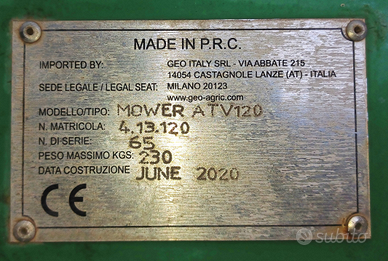 MADE IN P.R.C.
IMPORTED BY: GEO ITALY SRL - VIA ABBATE 215
14054 CASTAGNOLE LANZE (AT) - ITALIA
SEDE LEGALE / LEGAL SEAT: MILANO 20123
www.geo-agric.com
MODELLO/TIPO: MOWER ATV120
N. MATRICOLA: 4.13.120
N. DI SERIE: 65
PESO MASSIMO KGS: 230
DATA COSTRUZIONE JUNE 2020
CE
subito